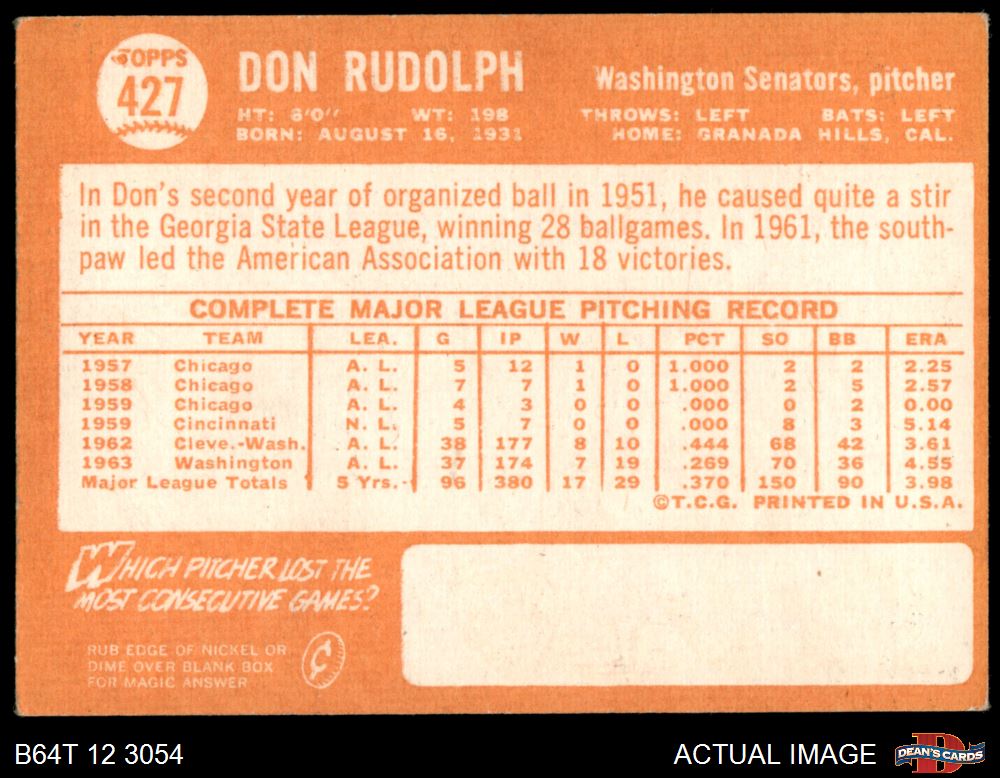 TOPPS
427
DON RUDOLPH
Washington Senators, pitcher
HT: 6'0" WT: 198 THROWS: LEFT BATS: LEFT
BORN: AUGUST 16, 1931 HOME: GRANADA HILLS, CAL.
In Don's second year of organized ball in 1951, he caused quite a stir
in the Georgia State League, winning 28 ballgames. In 1961, the south-
paw led the American Association with 18 victories.
COMPLETE MAJOR LEAGUE PITCHING RECORD
YEAR TEAM LEA. G IP W L PCT SO BB ERA
1957 Chicago A. L. 5 12 1 0 1.000 2 2 2.25
1958 Chicago A. L. 7 7 1 0 1.000 2 5 2.57
1959 Chicago A. L. 4 3 0 0 .000 0 2 0.00
1959 Cincinnati N. L. 5 7 0 0 .000 8 3 5.14
1962 Cleve.-Wash. A. L. 38 177 8 10 .444 68 42 3.61
1963 Washington A. L. 37 174 7 19 .269 70 36 4.55
Major League Totals 5 Yrs. 96 380 17 29 .370 150 90 3.98
©T.C.G. PRINTED IN U.S.A.
WHICH PITCHER LOST THE
MOST CONSECUTIVE GAMES?
RUB EDGE OF NICKEL OR
DIME OVER BLANK BOX
FOR MAGIC ANSWER
¢
B64T 12 3054
ACTUAL IMAGE
D
DEAN'S CARDS